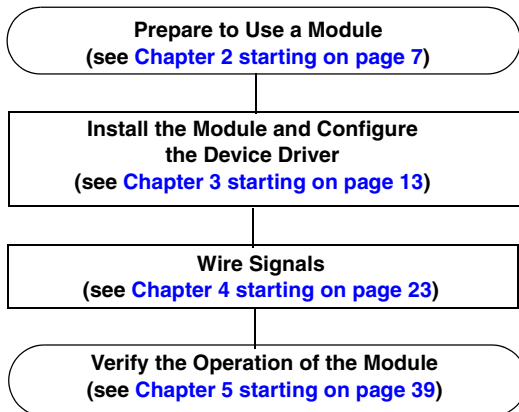 Prepare to Use a Module
(see Chapter 2 starting on page 7)
Install the Module and Configure
the Device Driver
(see Chapter 3 starting on page 13)
Wire Signals
(see Chapter 4 starting on page 23)
Verify the Operation of the Module
(see Chapter 5 starting on page 39)